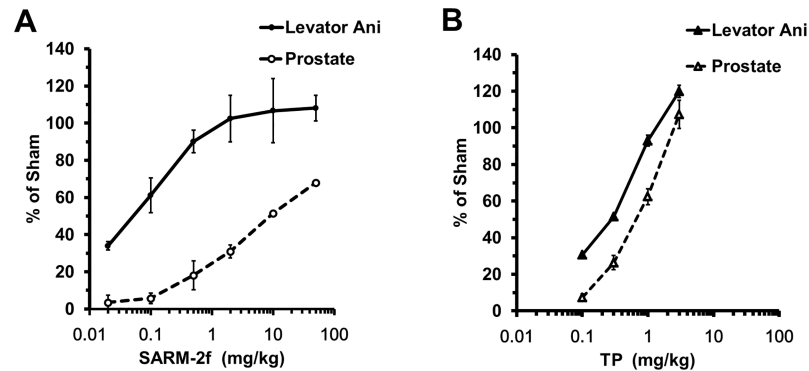 A
Levator Ani
Prostate
% of Sham
140
120
100
80
60
40
20
0
0.01 0.1 1 10 100
SARM-2f (mg/kg)
B
Levator Ani
Prostate
% of Sham
140
120
100
80
60
40
20
0
0.01 0.1 1 10 100
TP (mg/kg)